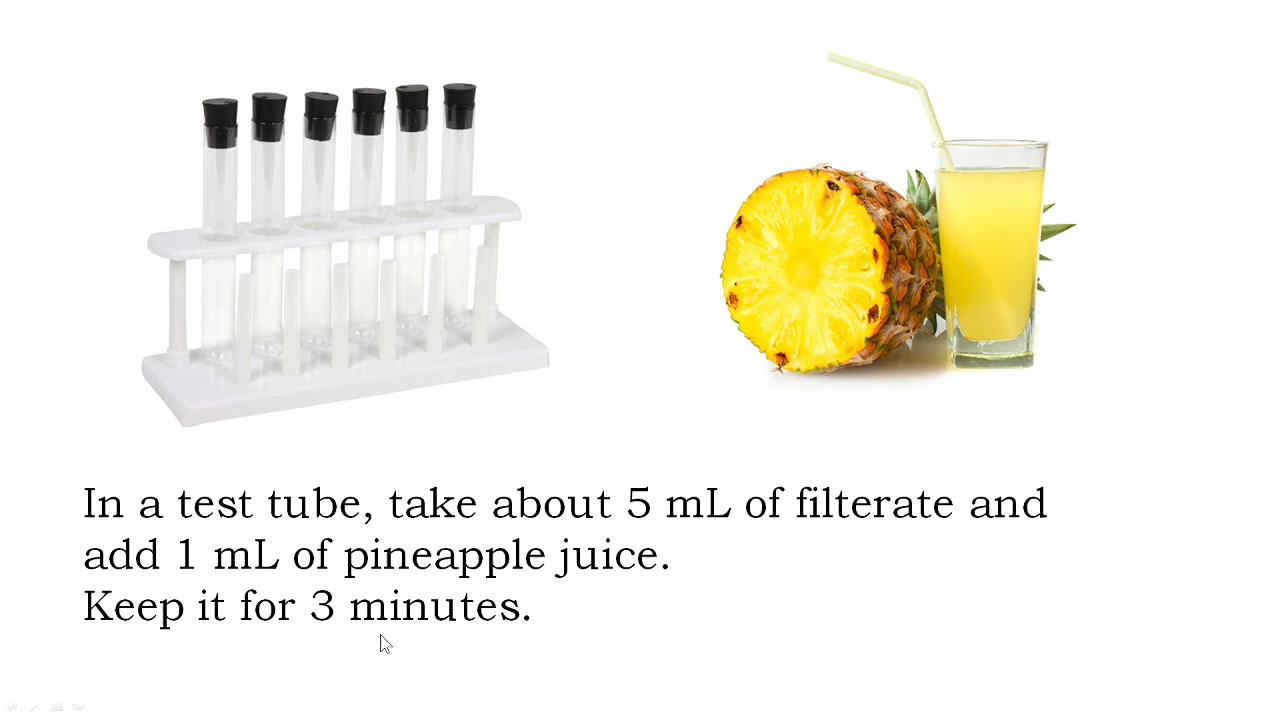 In a test tube, take about 5 mL of filterate and
add 1 mL of pineapple juice.
Keep it for 3 minutes.